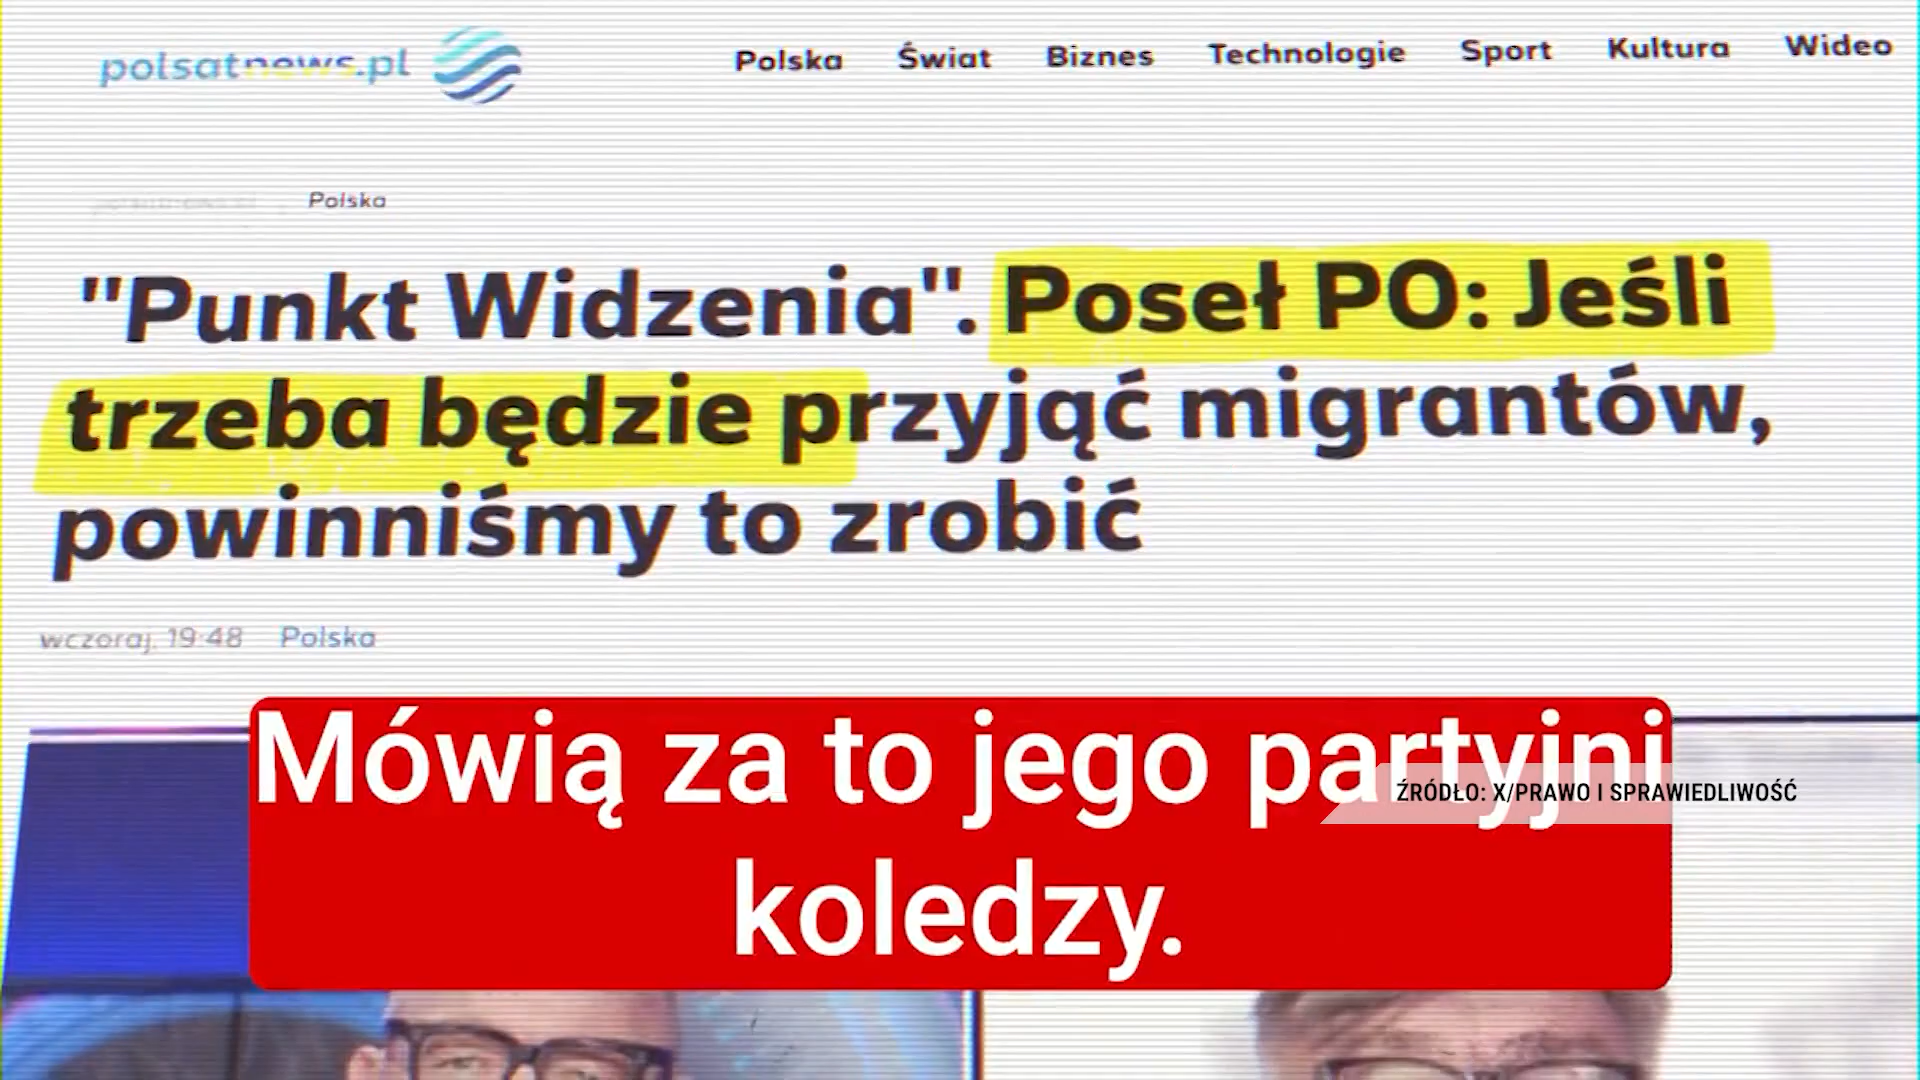 polsatnews.pl
Polska Świat Biznes Technologie Sport Kultura Wideo
Polska
"Punkt Widzenia". Poseł PO: Jeśli
trzeba będzie przyjąć migrantów,
powinniśmy to zrobić
wczoraj, 19:48 Polska
Mówią za to jego partyjni
ŹRÓDŁO: X/PRAWO I SPRAWIEDLIWOŚĆ
koledzy.